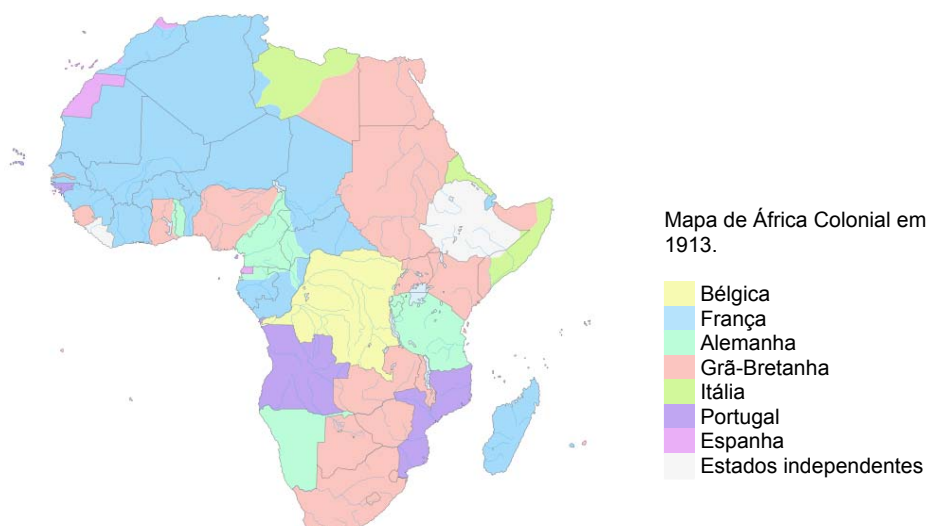 Mapa de África Colonial em
1913.
Bélgica
França
Alemanha
Grã-Bretanha
Itália
Portugal
Espanha
Estados independentes